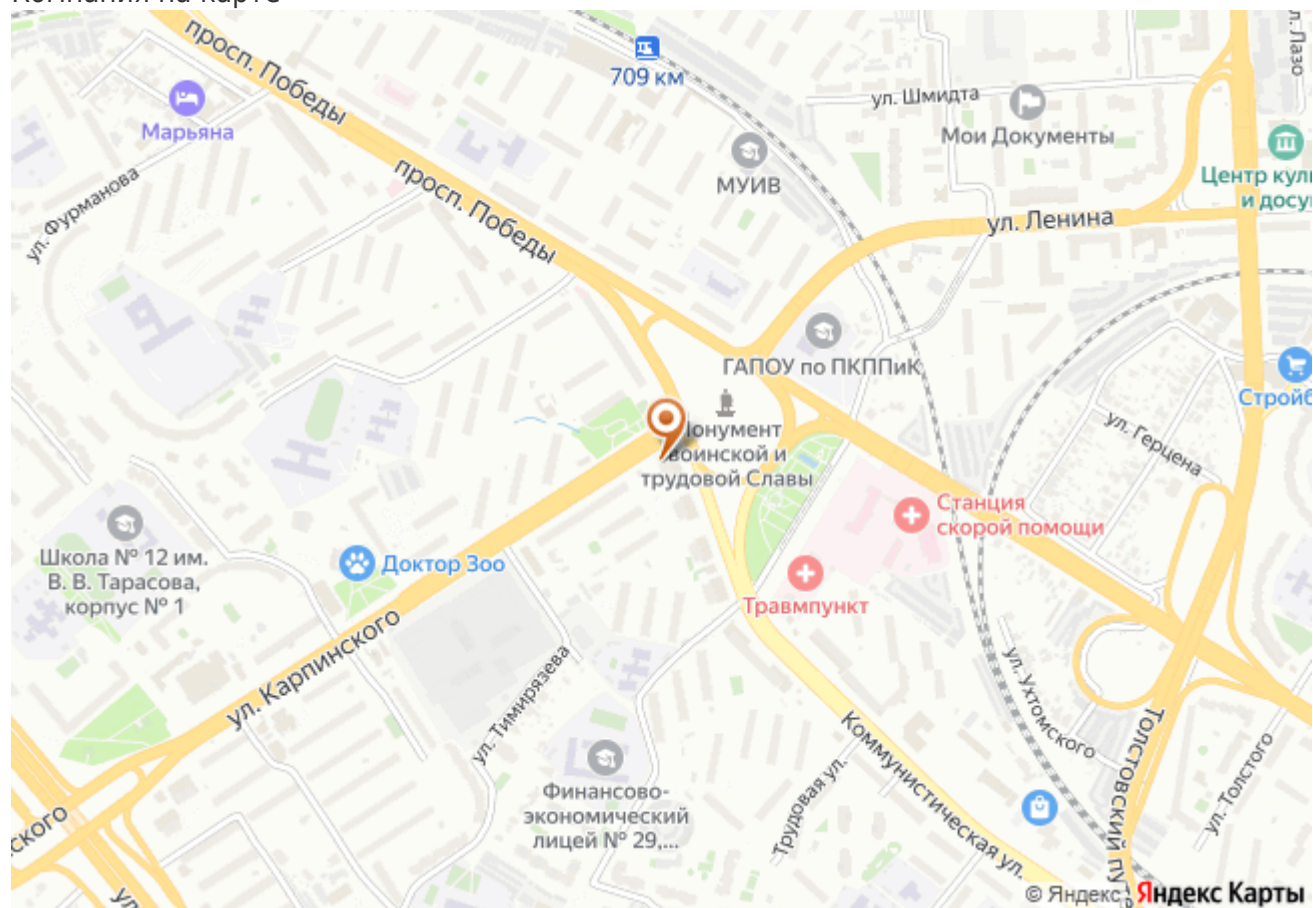 просп. Победы
709 км
ул. Лазо
ул. Шмидта
Мои Документы
Марьяна
МУИВ
просп. Победы
ул. Фурманова
ул. Ленина
ГАПОУ по ПКППиК
ул. Герцена
Монумент
воинской и
трудовой Славы
Станция
скорой помощи
Школа № 12 им.
В. В. Тарасова,
корпус № 1
Доктор Зоо
Травмпункт
ул. Карпинского
ул. Тимирязева
ул. Ухтомского
Толстовский
ул. Толстого
Коммунистическая ул.
Трудовая ул.
Финансово-
экономический
лицей № 29,...
© Яндекс
Яндекс Карты